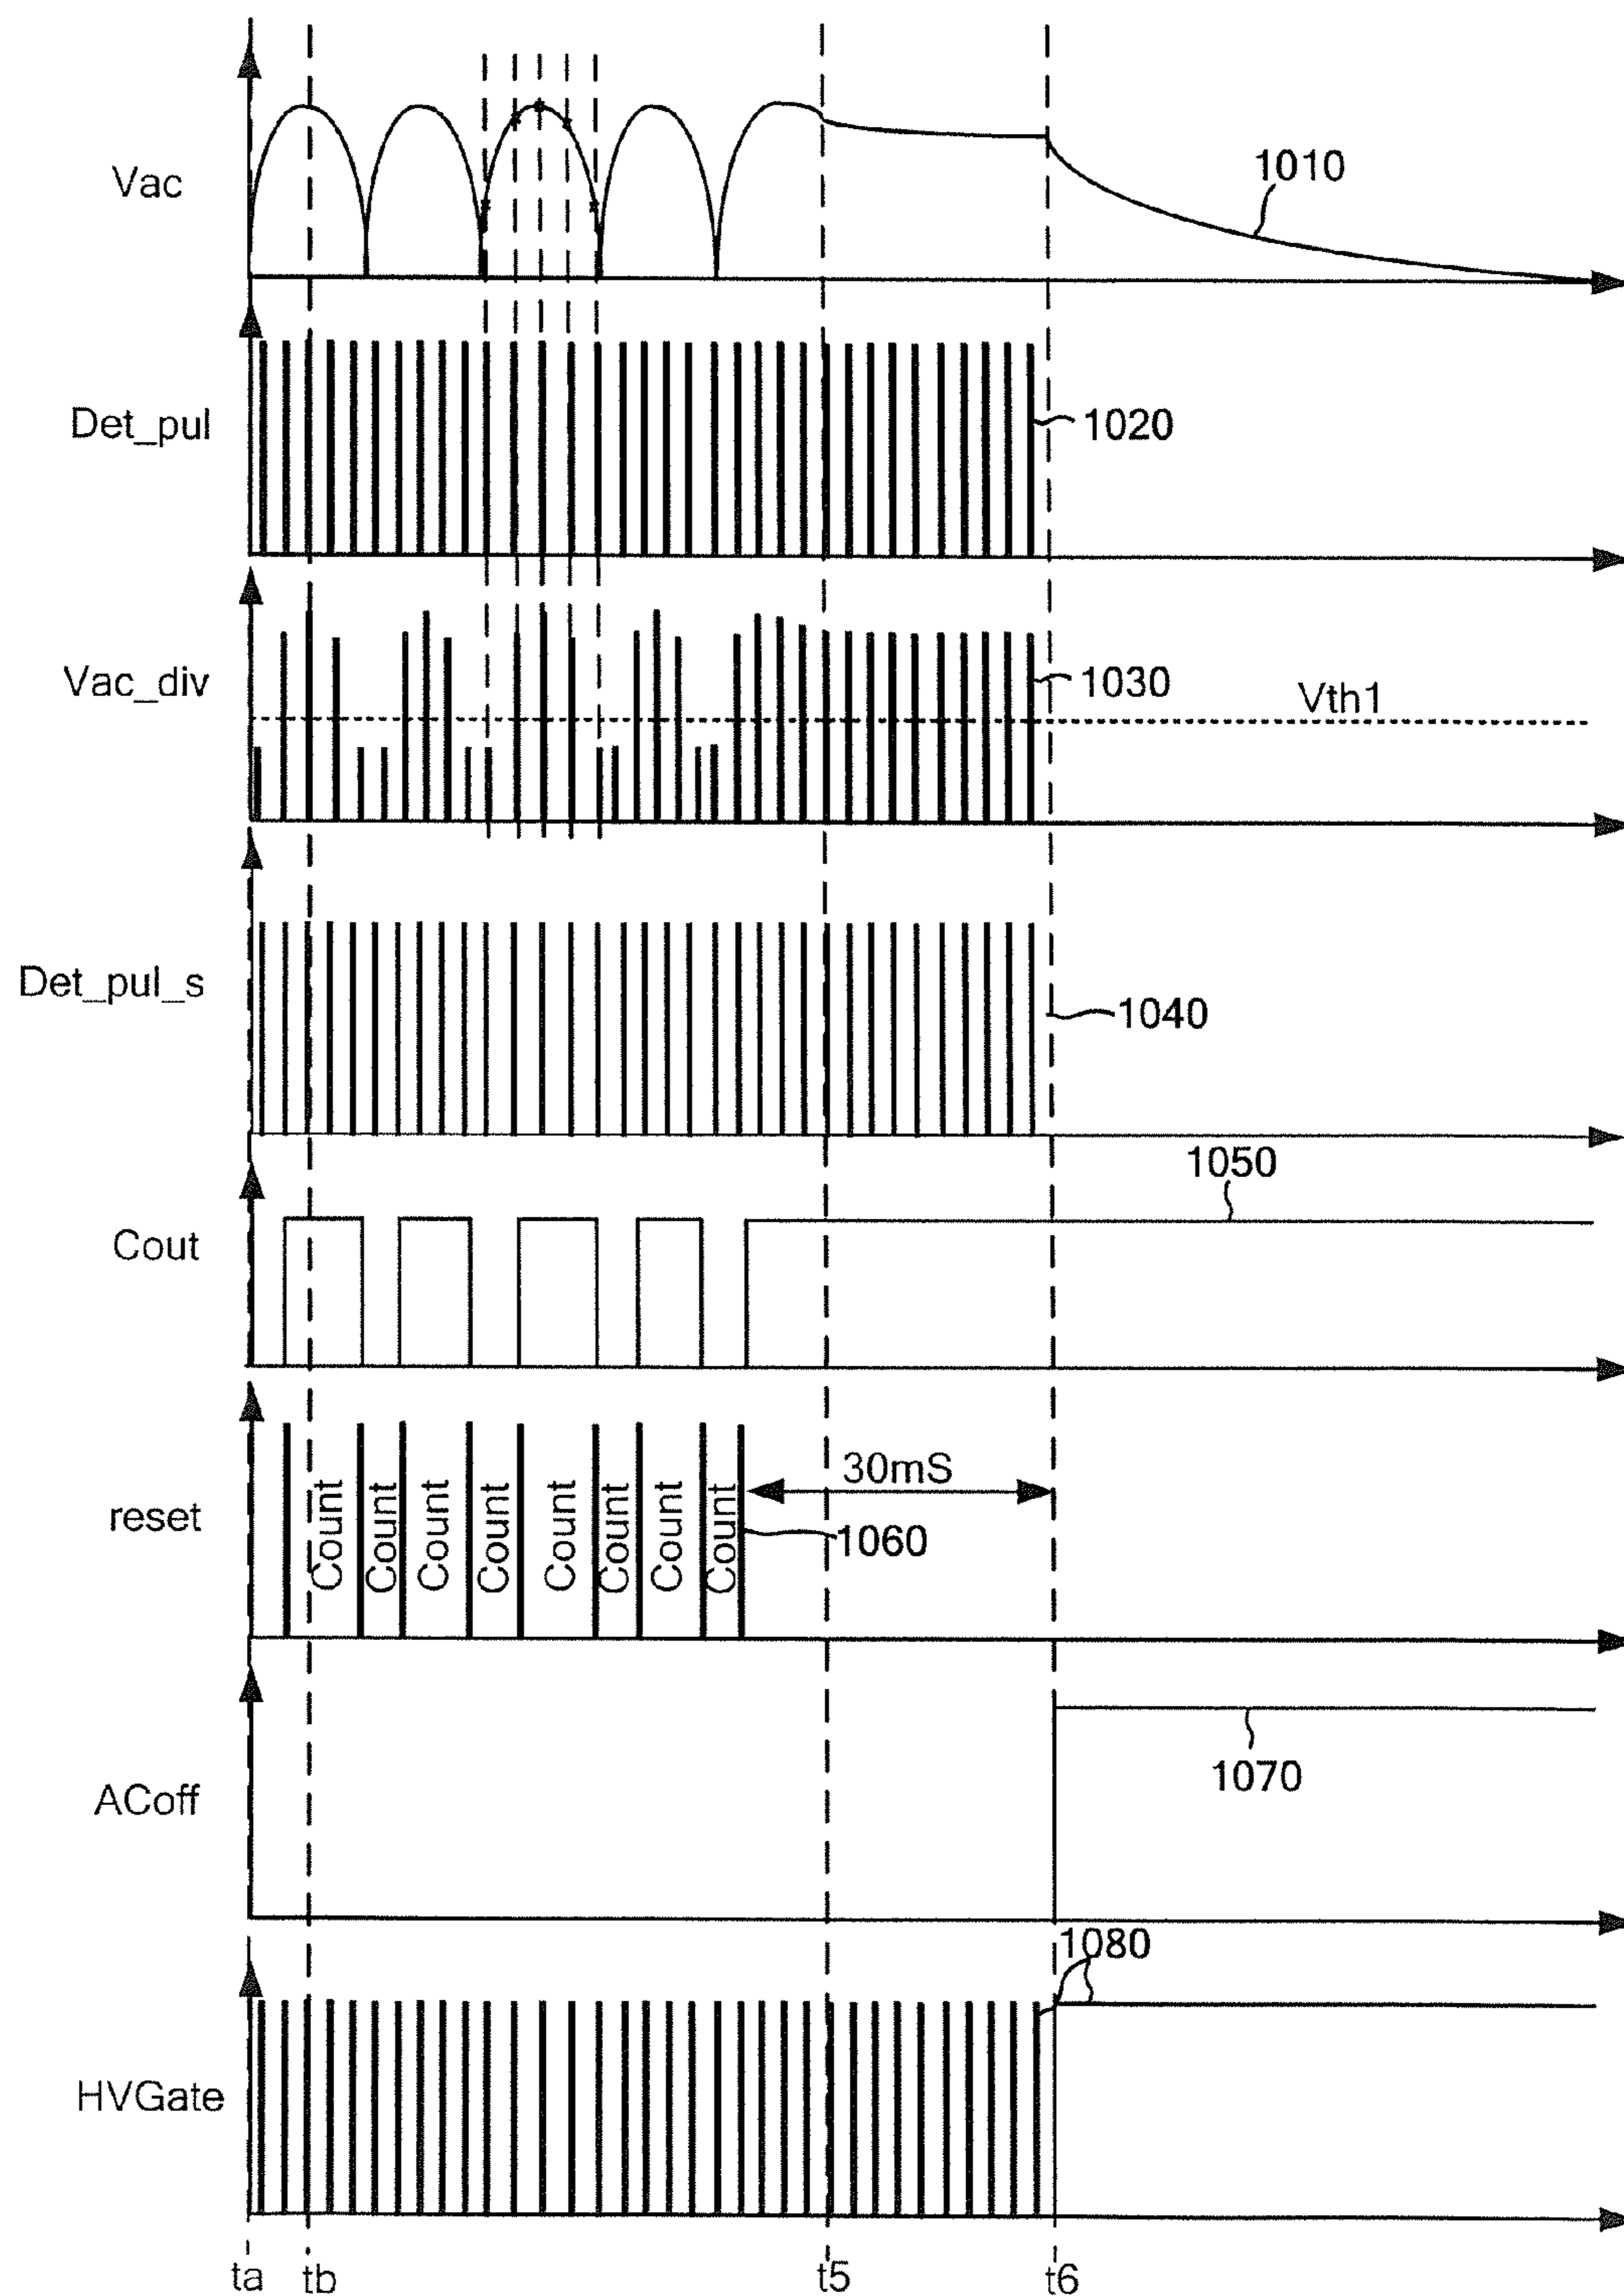 Vac
1010
Det_pul
1020
Vac_div
1030
Vth1
Det_pul_s
1040
Cout
1050
reset
Count
Count
Count
Count
Count
Count
Count
Count
30mS
1060
ACoff
1070
HVGate
1080
ta
tb
t5
t6